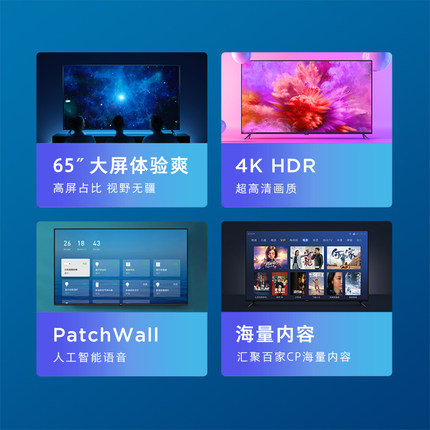 65″ 大屏体验爽
高屏占比 视野无疆
4K HDR
超高清画质
26 18 43
PatchWall
人工智能语音
海量内容
汇聚百家CP海量内容